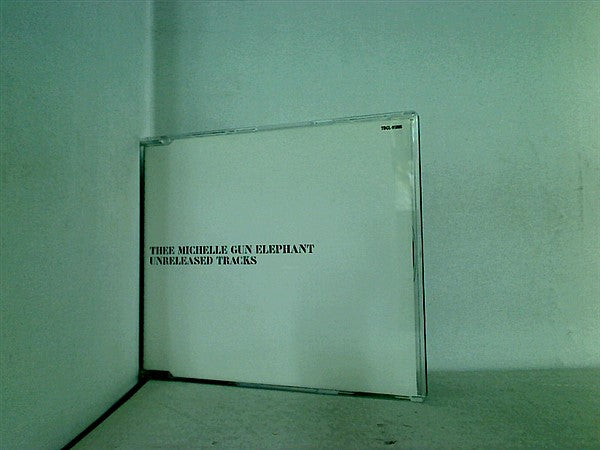 THEE MICHELLE GUN ELEPHANT
UNRELEASED TRACKS